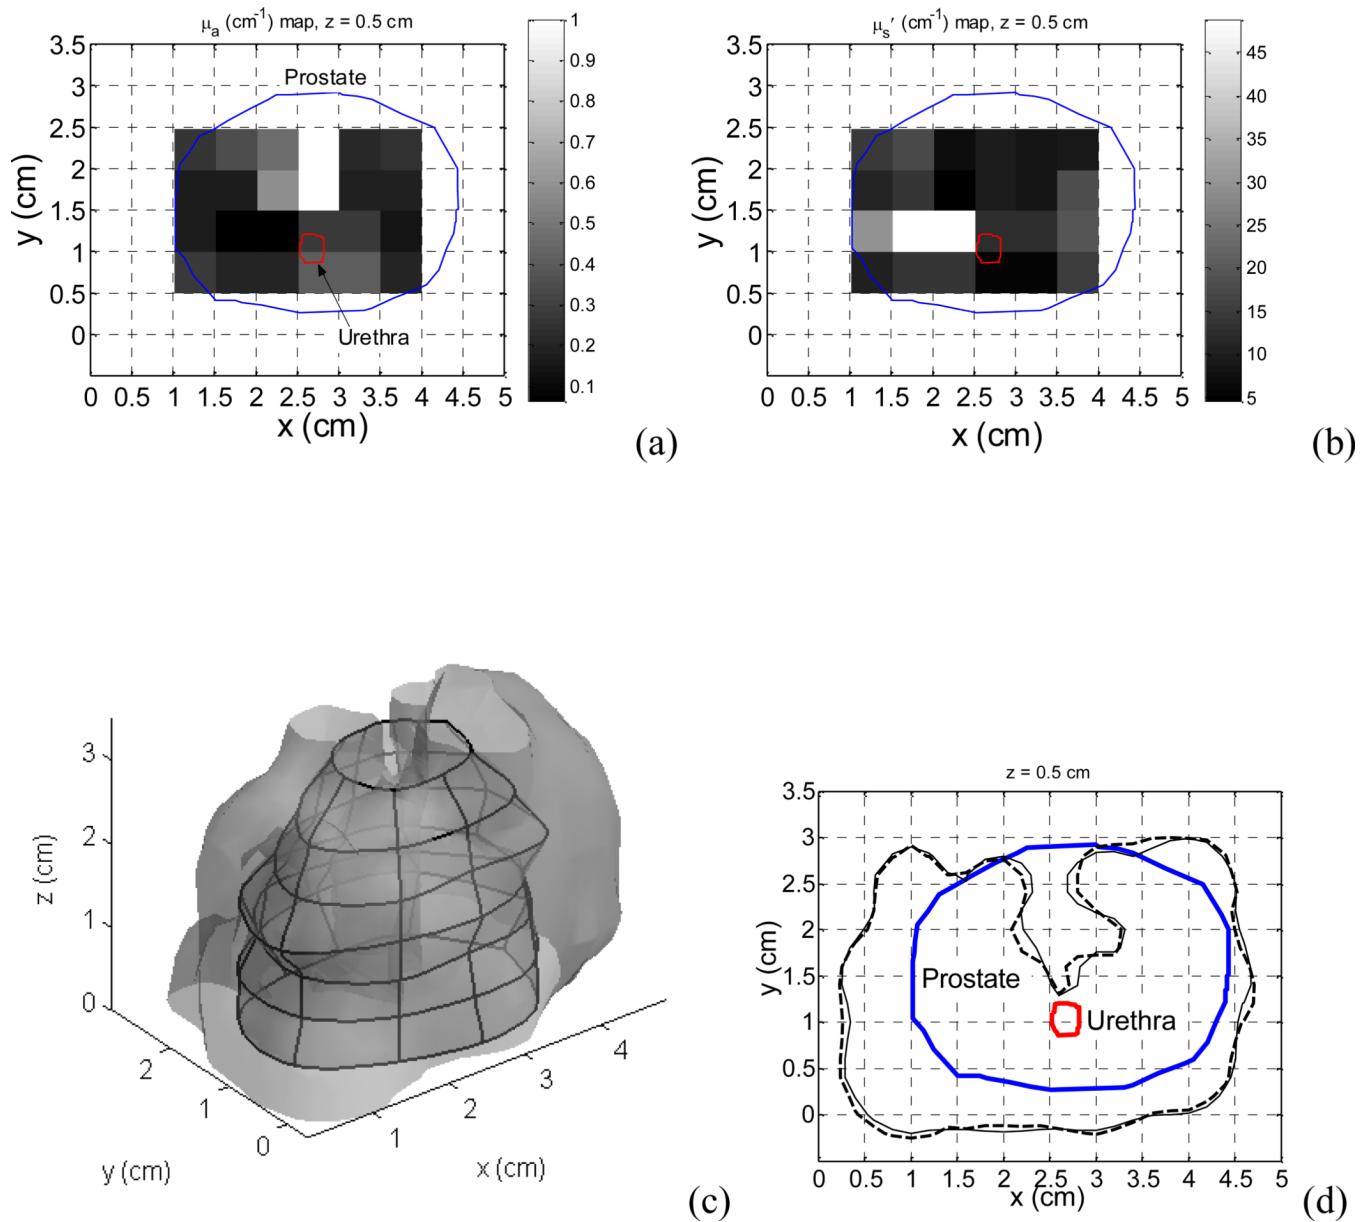 μa (cm-1) map, z = 0.5 cm
3.5
3
2.5
2
1.5
1
0.5
0
y (cm)
Prostate
Urethra
0 0.5 1 1.5 2 2.5 3 3.5 4 4.5 5
x (cm)
1
0.9
0.8
0.7
0.6
0.5
0.4
0.3
0.2
0.1
(a)
μs′ (cm-1) map, z = 0.5 cm
3.5
3
2.5
2
1.5
1
0.5
0
y (cm)
0 0.5 1 1.5 2 2.5 3 3.5 4 4.5 5
x (cm)
45
40
35
30
25
20
15
10
5
(b)
3
2
1
0
z (cm)
2
1
0
y (cm)
1
2
3
4
x (cm)
(c)
z = 0.5 cm
3.5
3
2.5
2
1.5
1
0.5
0
y (cm)
Prostate
Urethra
0 0.5 1 1.5 2 2.5 3 3.5 4 4.5 5
x (cm)
(d)